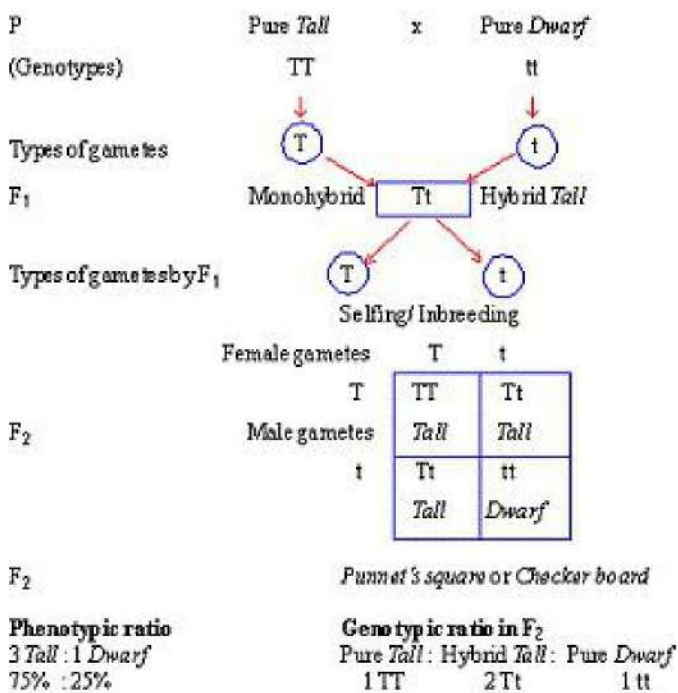 P Pure Tall x Pure Dwarf
(Genotypes) TT tt
Types of gametes T t
F₁ Monohybrid Tt Hybrid Tall
Types of gametes by F₁ T t
Selfing/ Inbreeding
Female gametes T t
T TT Tt
F₂ Male gametes Tall Tall
t Tt tt
Tall Dwarf
F₂ Punnet's square or Checker board
Phenotypic ratio Genotypic ratio in F₂
3 Tall : 1 Dwarf Pure Tall : Hybrid Tall : Pure Dwarf
75% : 25% 1 TT 2 Tt 1 tt